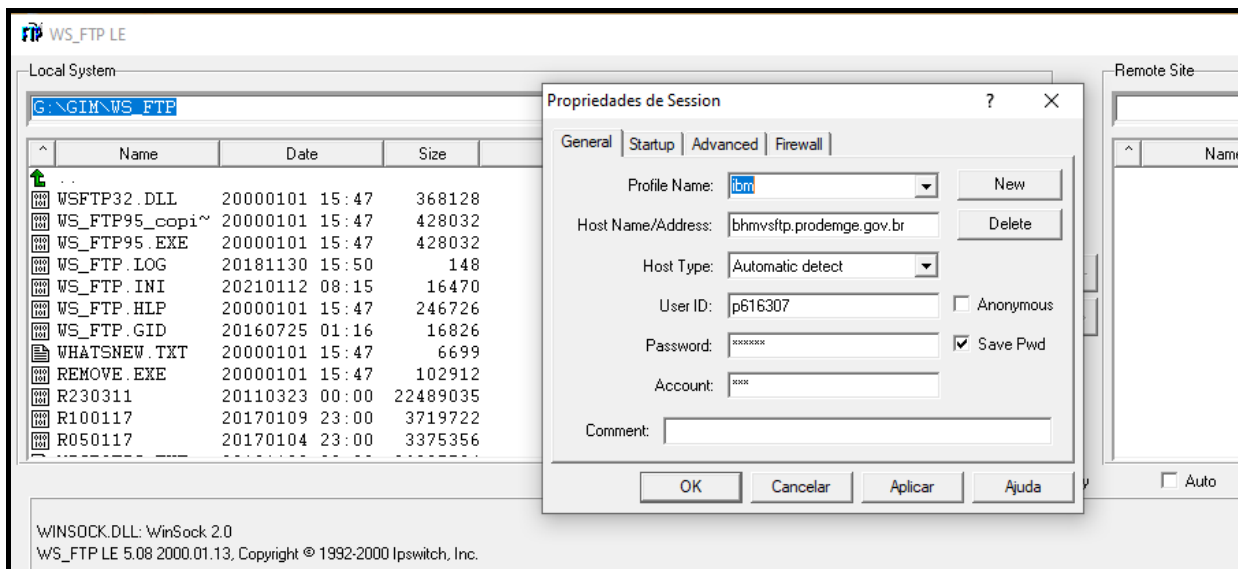 WS_FTP LE
Local System
G:\GIM\WS_FTP
^ Name Date Size
..
WSFTP32.DLL 20000101 15:47 368128
WS_FTP95_copi~ 20000101 15:47 428032
WS_FTP95.EXE 20000101 15:47 428032
WS_FTP.LOG 20181130 15:50 148
WS_FTP.INI 20210112 08:15 16470
WS_FTP.HLP 20000101 15:47 246726
WS_FTP.GID 20160725 01:16 16826
WHATSNEW.TXT 20000101 15:47 6699
REMOVE.EXE 20000101 15:47 102912
R230311 20110323 00:00 22489035
R100117 20170109 23:00 3719722
R050117 20170104 23:00 3375356
Propriedades de Session ? X
General Startup Advanced Firewall
Profile Name: ibm New
Host Name/Address: bhmvsftp.prodemge.gov.br Delete
Host Type: Automatic detect
User ID: p616307 Anonymous
Password: ****** Save Pwd
Account: ***
Comment:
OK Cancelar Aplicar Ajuda
Remote Site
^ Name
Auto
WINSOCK.DLL: WinSock 2.0
WS_FTP LE 5.08 2000.01.13, Copyright © 1992-2000 Ipswitch, Inc.